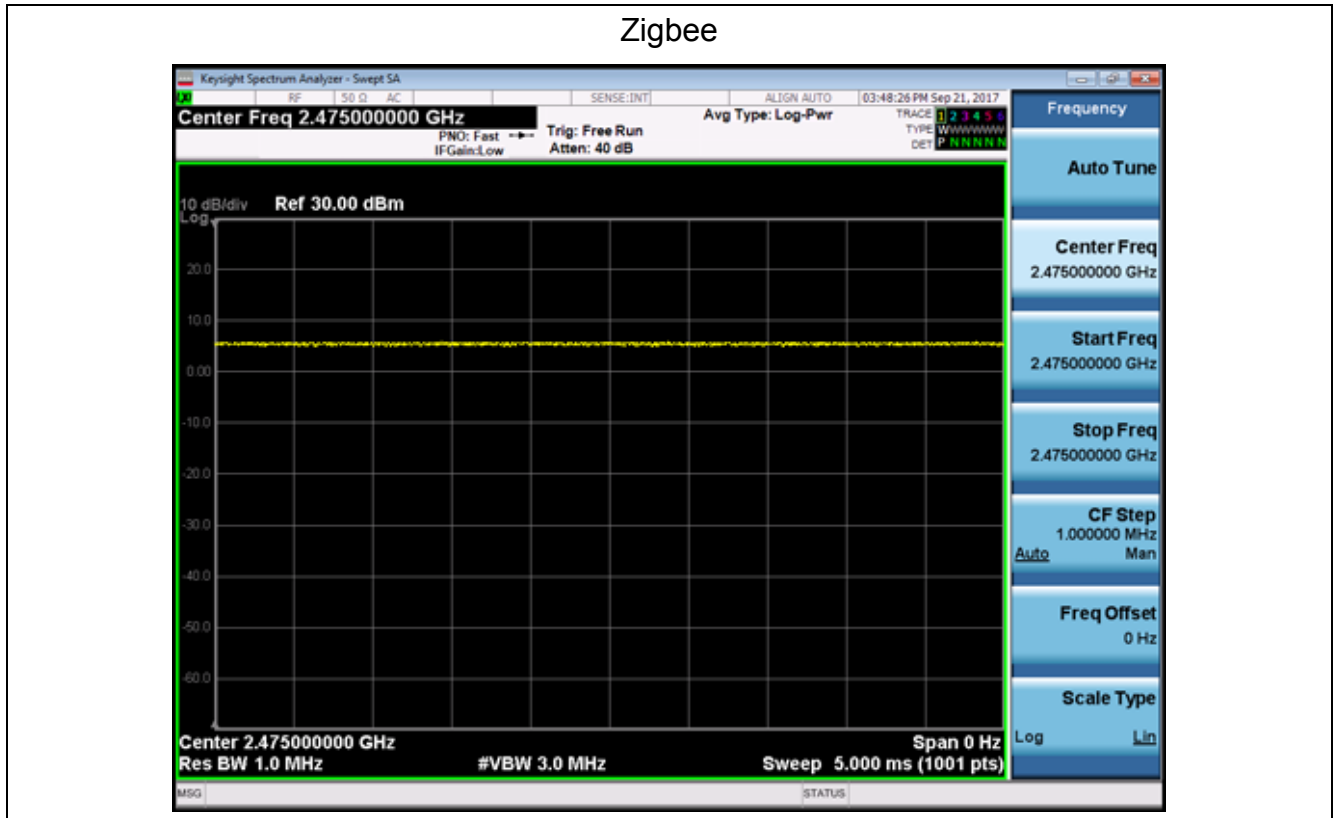 Zigbee
Keysight Spectrum Analyzer - Swept SA
LXI RF 50 Ω AC SENSE:INT ALIGN AUTO 03:48:26 PM Sep 21, 2017
Center Freq 2.475000000 GHz
Avg Type: Log-Pwr
TRACE 1 2 3 4 5 6
PNO: Fast
Trig: Free Run
TYPE WWWWWW
IFGain:Low
Atten: 40 dB
DET P N N N N N
10 dB/div Ref 30.00 dBm
Log
20.0
10.0
0.00
-10.0
-20.0
-30.0
-40.0
-50.0
-60.0
Center 2.475000000 GHz Span 0 Hz
Res BW 1.0 MHz #VBW 3.0 MHz Sweep 5.000 ms (1001 pts)
MSG STATUS
Frequency
Auto Tune
Center Freq
2.475000000 GHz
Start Freq
2.475000000 GHz
Stop Freq
2.475000000 GHz
CF Step
1.000000 MHz
Auto Man
Freq Offset
0 Hz
Scale Type
Log Lin